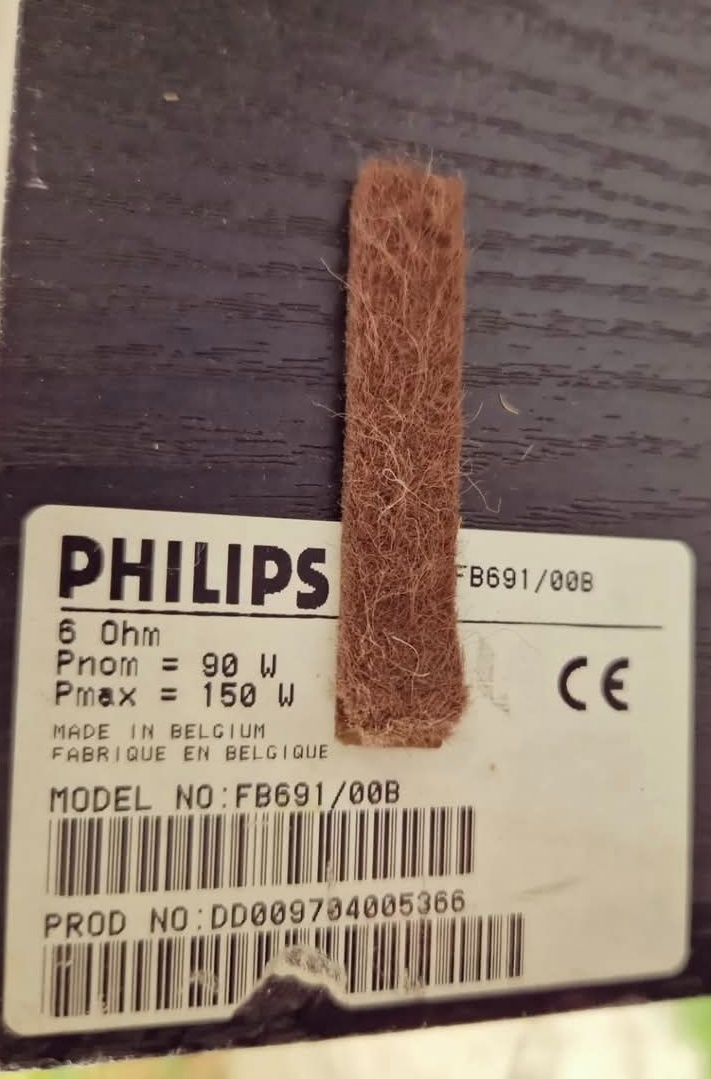 PHILIPS FB691/00B
6 Ohm
Pnom = 90 W
Pmax = 150 W
CE
MADE IN BELGIUM
FABRIQUE EN BELGIQUE
MODEL NO:FB691/00B
PROD NO:DD009704005366